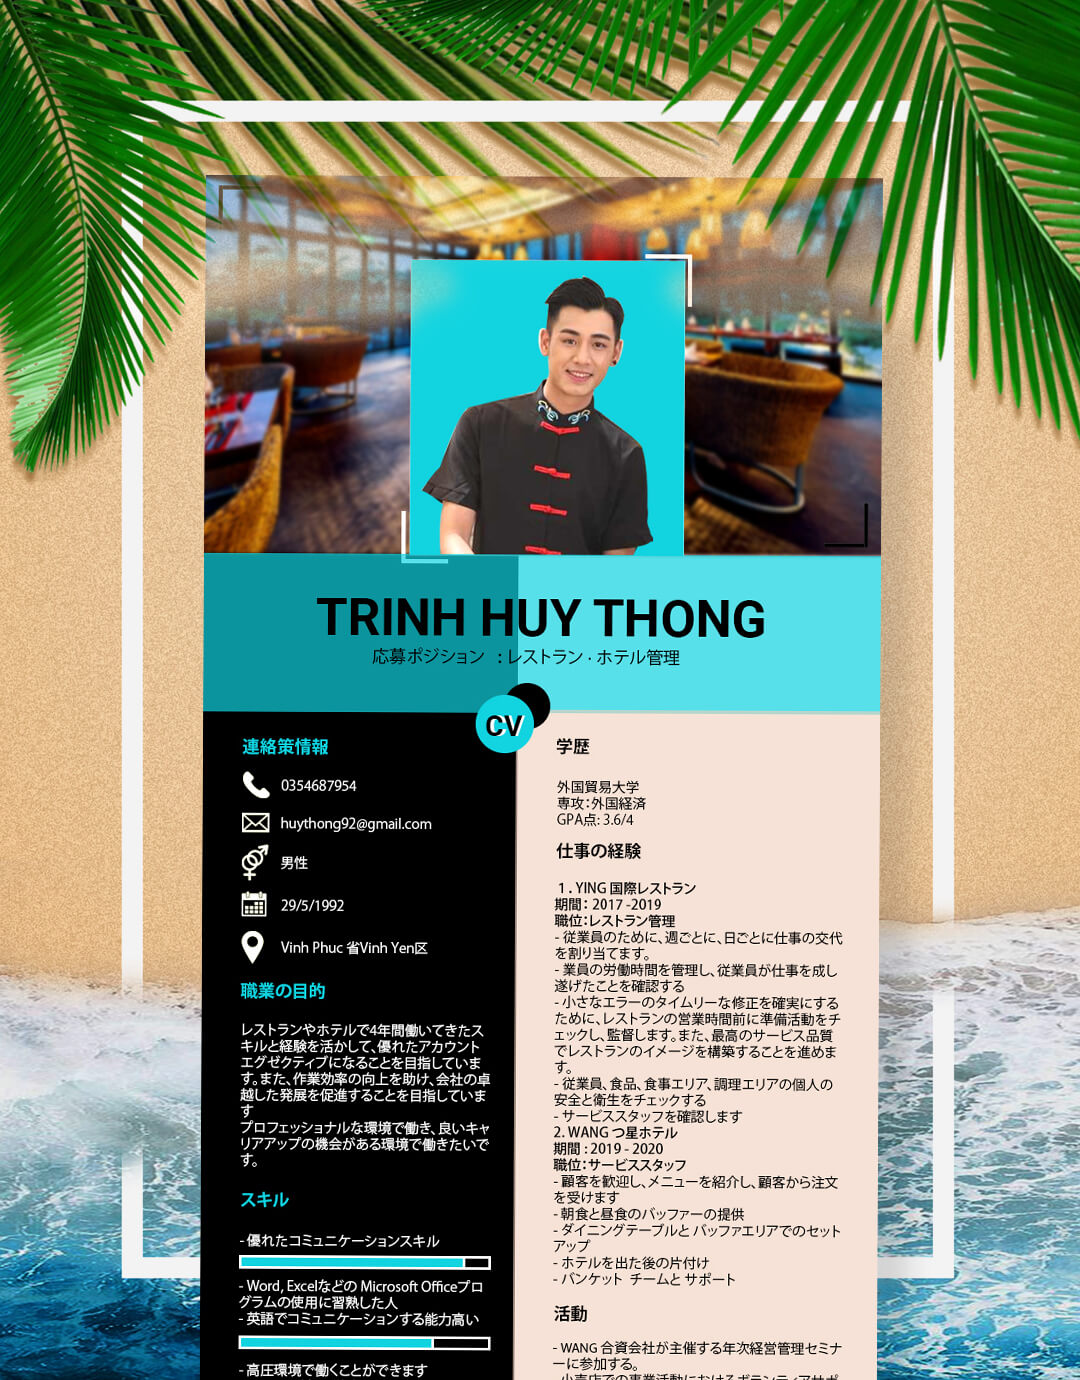 TRINH HUY THONG
応募ポジション :レストラン・ホテル管理
CV
連絡策情報
0354687954
huythong92@gmail.com
男性
29/5/1992
Vinh Phuc 省Vinh Yen区
職業の目的
レストランやホテルで4年間働いてきたス
キルと経験を活かして、優れたアカウント
エグゼクティブになることを目指していま
す。また、作業効率の向上を助け、会社の卓
越した発展を促進することを目指していま
す
プロフェッショナルな環境で働き、良いキャ
リアアップの機会がある環境で働きたいで
す。
スキル
- 優れたコミュニケーションスキル
- Word, Excelなどの Microsoft Officeプロ
グラムの使用に習熟した人
- 英語でコミュニケーションする能力高い
- 高圧環境で働くことができます
学歴
外国貿易大学
専攻：外国経済
GPA点: 3.6/4
仕事の経験
１. YING 国際レストラン
期間： 2017 -2019
職位：レストラン管理
- 従業員のために、週ごとに、日ごとに仕事の交代
を割り当てます。
- 業員の労働時間を管理し、従業員が仕事を成し
遂げたことを確認する
- 小さなエラーのタイムリーな修正を確実にする
ために、レストランの営業時間前に準備活動をチ
ェックし、監督します。また、最高のサービス品質
でレストランのイメージを構築することを進めま
す。
- 従業員、食品、食事エリア、調理エリアの個人の
安全と衛生をチェックする
- サービススタッフを確認します
2. WANG つ星ホテル
期間 : 2019 - 2020
職位：サービススタッフ
- 顧客を歓迎し、メニューを紹介し、顧客から注文
を受けます
- 朝食と昼食のバッファーの提供
- ダイニングテーブルと バッファエリアでのセット
アップ
- ホテルを出た後の片付け
- バンケット チームと サポート
活動
- WANG 合資会社が主催する年次経営管理セミナ
ーに参加する。
- 小売店での事業活動におけるボランティアサポ